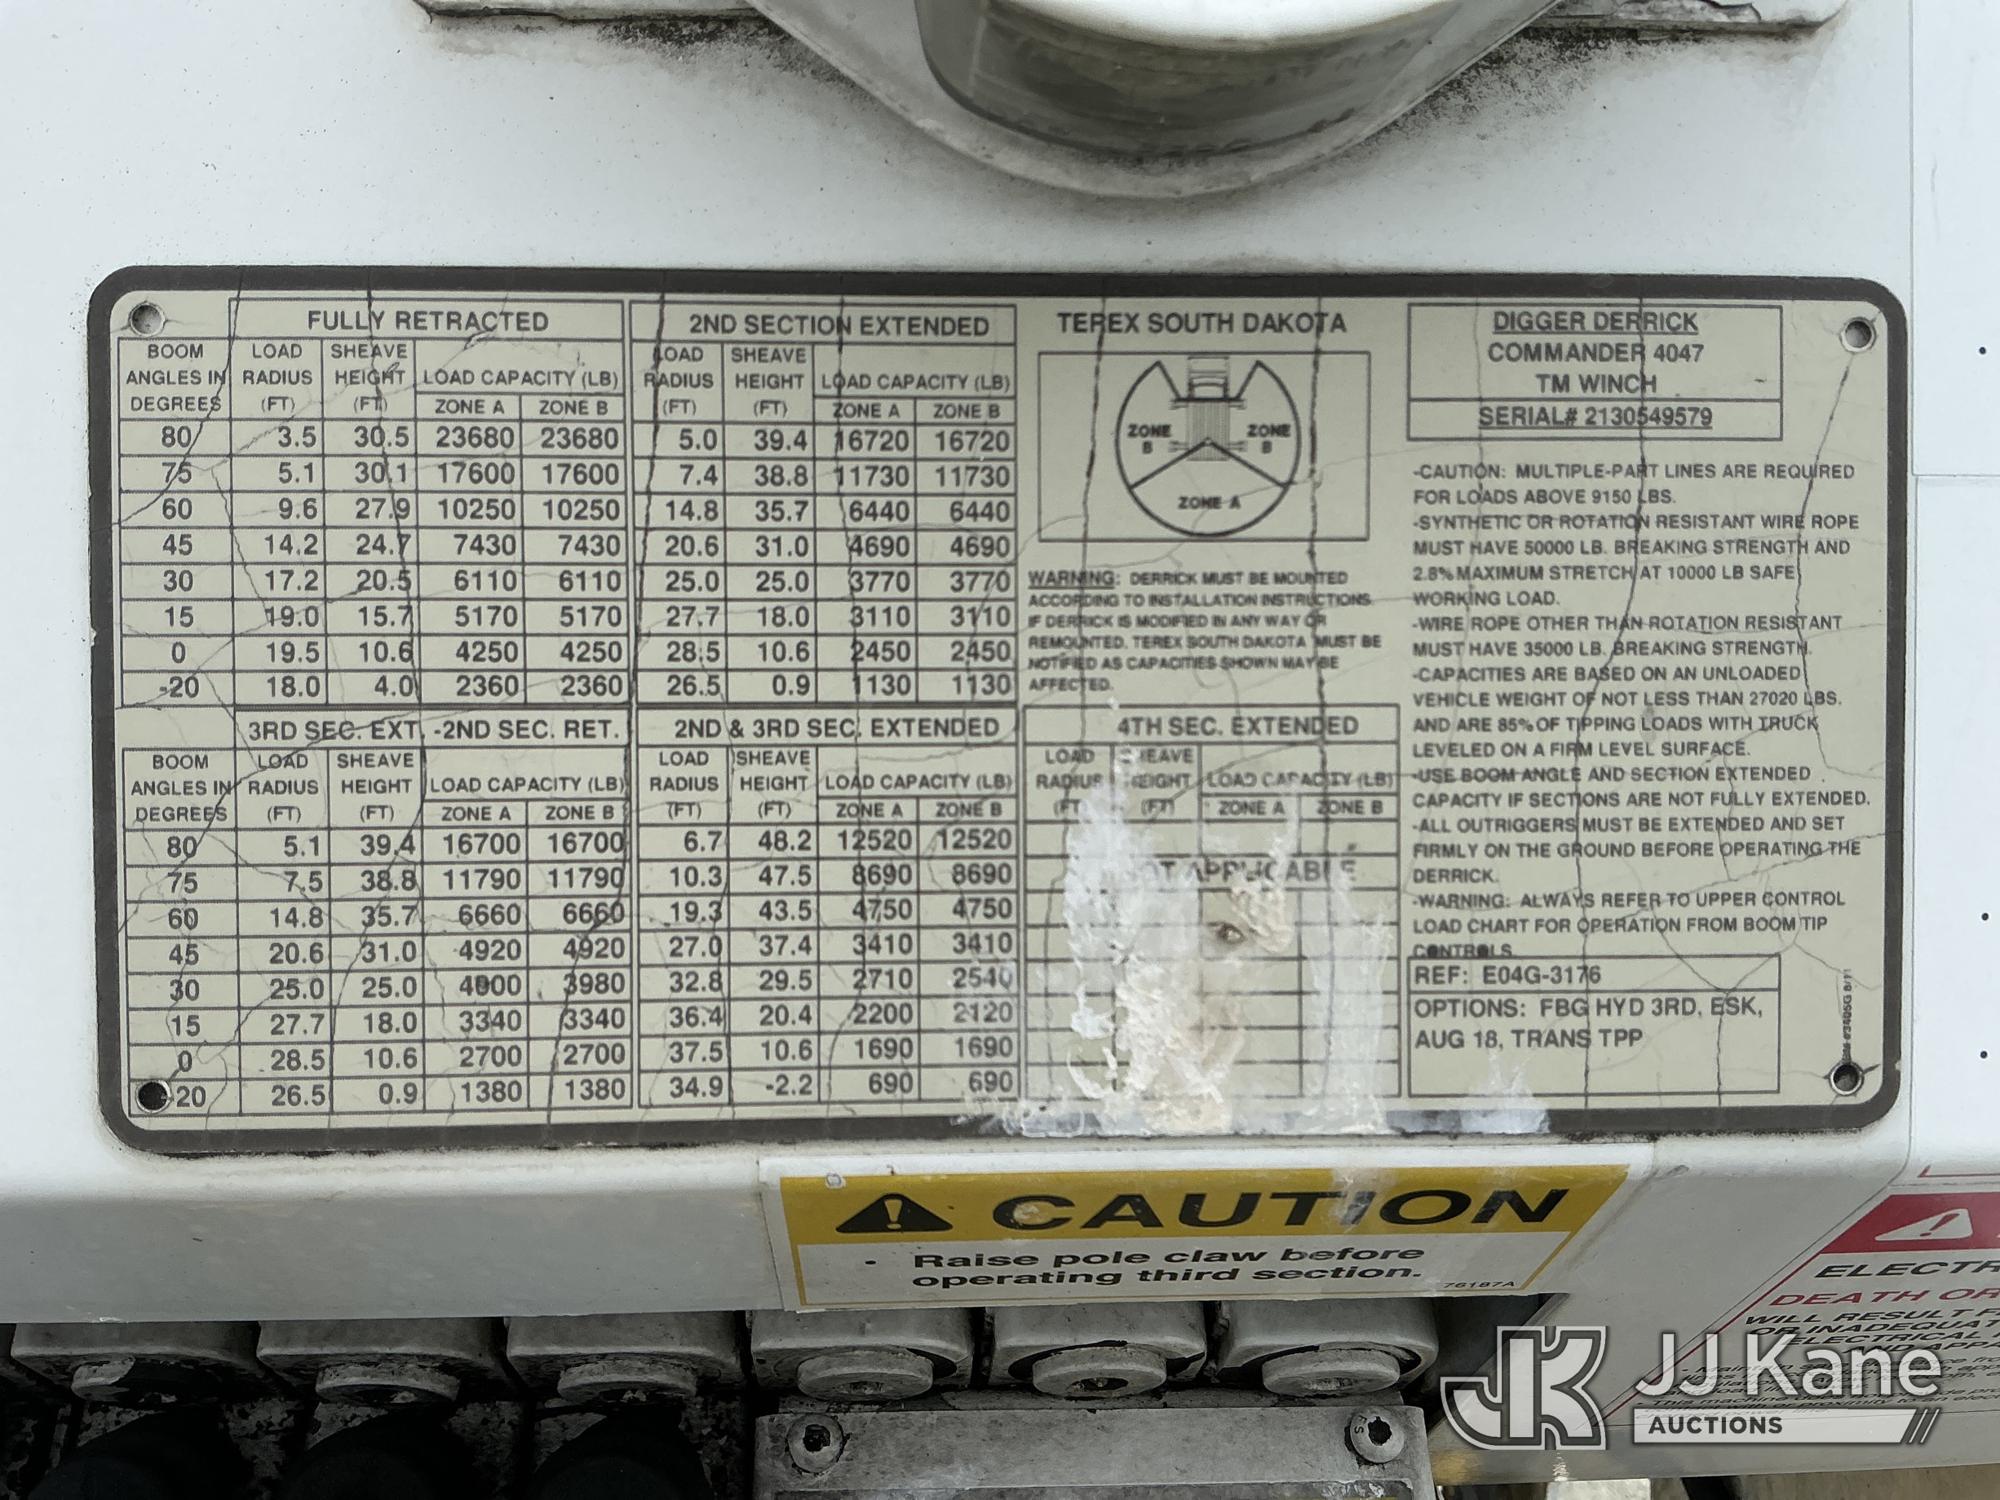 FULLY RETRACTED
BOOM ANGLES IN DEGREES LOAD RADIUS (FT) SHEAVE HEIGHT (FT) LOAD CAPACITY (LB) ZONE A ZONE B
80 3.5 30.5 23680 23680
75 5.1 30.1 17600 17600
60 9.6 27.9 10250 10250
45 14.2 24.7 7430 7430
30 17.2 20.5 6110 6110
15 19.0 15.7 5170 5170
0 19.5 10.6 4250 4250
-20 18.0 4.0 2360 2360
2ND SECTION EXTENDED
LOAD RADIUS (FT) SHEAVE HEIGHT (FT) LOAD CAPACITY (LB) ZONE A ZONE B
5.0 39.4 16720 16720
7.4 38.8 11730 11730
14.8 35.7 6440 6440
20.6 31.0 4690 4690
25.0 25.0 3770 3770
27.7 18.0 3110 3110
28.5 10.6 2450 2450
26.5 0.9 1130 1130
3RD SEC. EXT. -2ND SEC. RET.
BOOM ANGLES IN DEGREES LOAD RADIUS (FT) SHEAVE HEIGHT (FT) LOAD CAPACITY (LB) ZONE A ZONE B
80 5.1 39.4 16700 16700
75 7.5 38.8 11790 11790
60 14.8 35.7 6660 6660
45 20.6 31.0 4920 4920
30 25.0 25.0 4000 3980
15 27.7 18.0 3340 3340
0 28.5 10.6 2700 2700
20 26.5 0.9 1380 1380
2ND & 3RD SEC. EXTENDED
LOAD RADIUS (FT) SHEAVE HEIGHT (FT) LOAD CAPACITY (LB) ZONE A ZONE B
6.7 48.2 12520 12520
10.3 47.5 8690 8690
19.3 43.5 4750 4750
27.0 37.4 3410 3410
32.8 29.5 2710 2540
36.4 20.4 2200 2120
37.5 10.6 1690 1690
34.9 -2.2 690 690
TEREX SOUTH DAKOTA
ZONE B ZONE B
ZONE A
WARNING: DERRICK MUST BE MOUNTED
ACCORDING TO INSTALLATION INSTRUCTIONS.
IF DERRICK IS MODIFIED IN ANY WAY OR
REMOUNTED. TEREX SOUTH DAKOTA MUST BE
NOTIFIED AS CAPACITIES SHOWN MAY BE
AFFECTED.
4TH SEC. EXTENDED
LOAD RADIUS (FT) SHEAVE HEIGHT (FT) LOAD CAPACITY (LB) ZONE A ZONE B
NOT APPLICABLE
DIGGER DERRICK
COMMANDER 4047
TM WINCH
SERIAL# 2130549579
-CAUTION: MULTIPLE-PART LINES ARE REQUIRED
FOR LOADS ABOVE 9150 LBS.
-SYNTHETIC OR ROTATION RESISTANT WIRE ROPE
MUST HAVE 50000 LB. BREAKING STRENGTH AND
2.8% MAXIMUM STRETCH AT 10000 LB SAFE
WORKING LOAD.
-WIRE ROPE OTHER THAN ROTATION RESISTANT
MUST HAVE 35000 LB. BREAKING STRENGTH.
-CAPACITIES ARE BASED ON AN UNLOADED
VEHICLE WEIGHT OF NOT LESS THAN 27020 LBS.
AND ARE 85% OF TIPPING LOADS WITH TRUCK
LEVELED ON A FIRM LEVEL SURFACE.
-USE BOOM ANGLE AND SECTION EXTENDED
CAPACITY IF SECTIONS ARE NOT FULLY EXTENDED.
-ALL OUTRIGGERS MUST BE EXTENDED AND SET
FIRMLY ON THE GROUND BEFORE OPERATING THE
DERRICK.
-WARNING: ALWAYS REFER TO UPPER CONTROL
LOAD CHART FOR OPERATION FROM BOOM TIP
CONTROLS.
REF: E04G-3176
OPTIONS: FBG HYD 3RD, ESK,
AUG 18, TRANS TPP
CAUTION
• Raise pole claw before
operating third section.
76187A
ELECTR
DEATH OR
WILL RESULT F
OR INADEQUAT
ELECTRICAL
JJ Kane
AUCTIONS